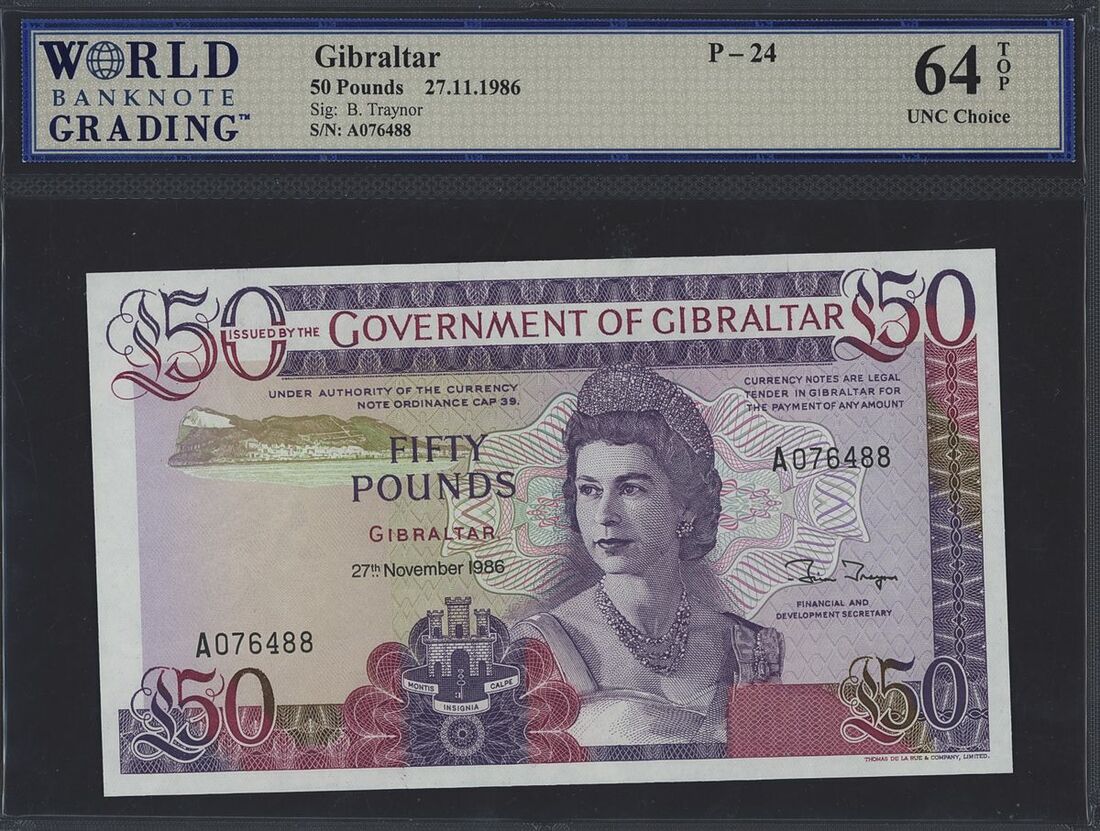 WORLD
BANKNOTE
GRADING™
Gibraltar
50 Pounds 27.11.1986
Sig: B. Traynor
S/N: A076488
P – 24
64 TOP
UNC Choice
£50
ISSUED BY THE GOVERNMENT OF GIBRALTAR
£50
UNDER AUTHORITY OF THE CURRENCY
NOTE ORDINANCE CAP 39.
CURRENCY NOTES ARE LEGAL
TENDER IN GIBRALTAR FOR
THE PAYMENT OF ANY AMOUNT
FIFTY
POUNDS
A076488
GIBRALTAR.
27th November 1986
Brian Traynor
FINANCIAL AND
DEVELOPMENT SECRETARY
A076488
MONTIS INSIGNIA CALPE
£50
£50
THOMAS DE LA RUE & COMPANY, LIMITED.